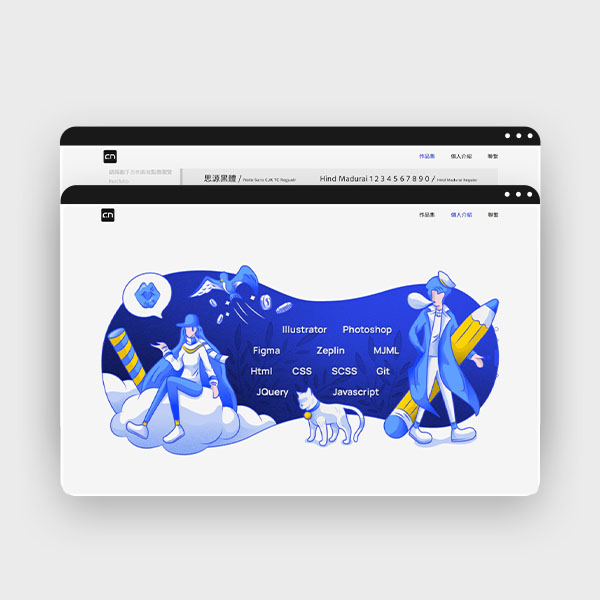 cn
作品集 個人介紹 聯繫
思源黑體 / Noto Sans CJK TC Regualr Hind Madurai 1 2 3 4 5 6 7 8 9 0 / Hind Madurai Regular
cn
作品集 個人介紹 聯繫
Illustrator Photoshop
Figma Zeplin MJML
Html CSS SCSS Git
JQuery Javascript